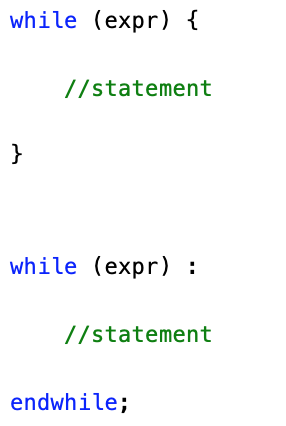 while (expr) {
//statement
}
while (expr) :
//statement
endwhile;